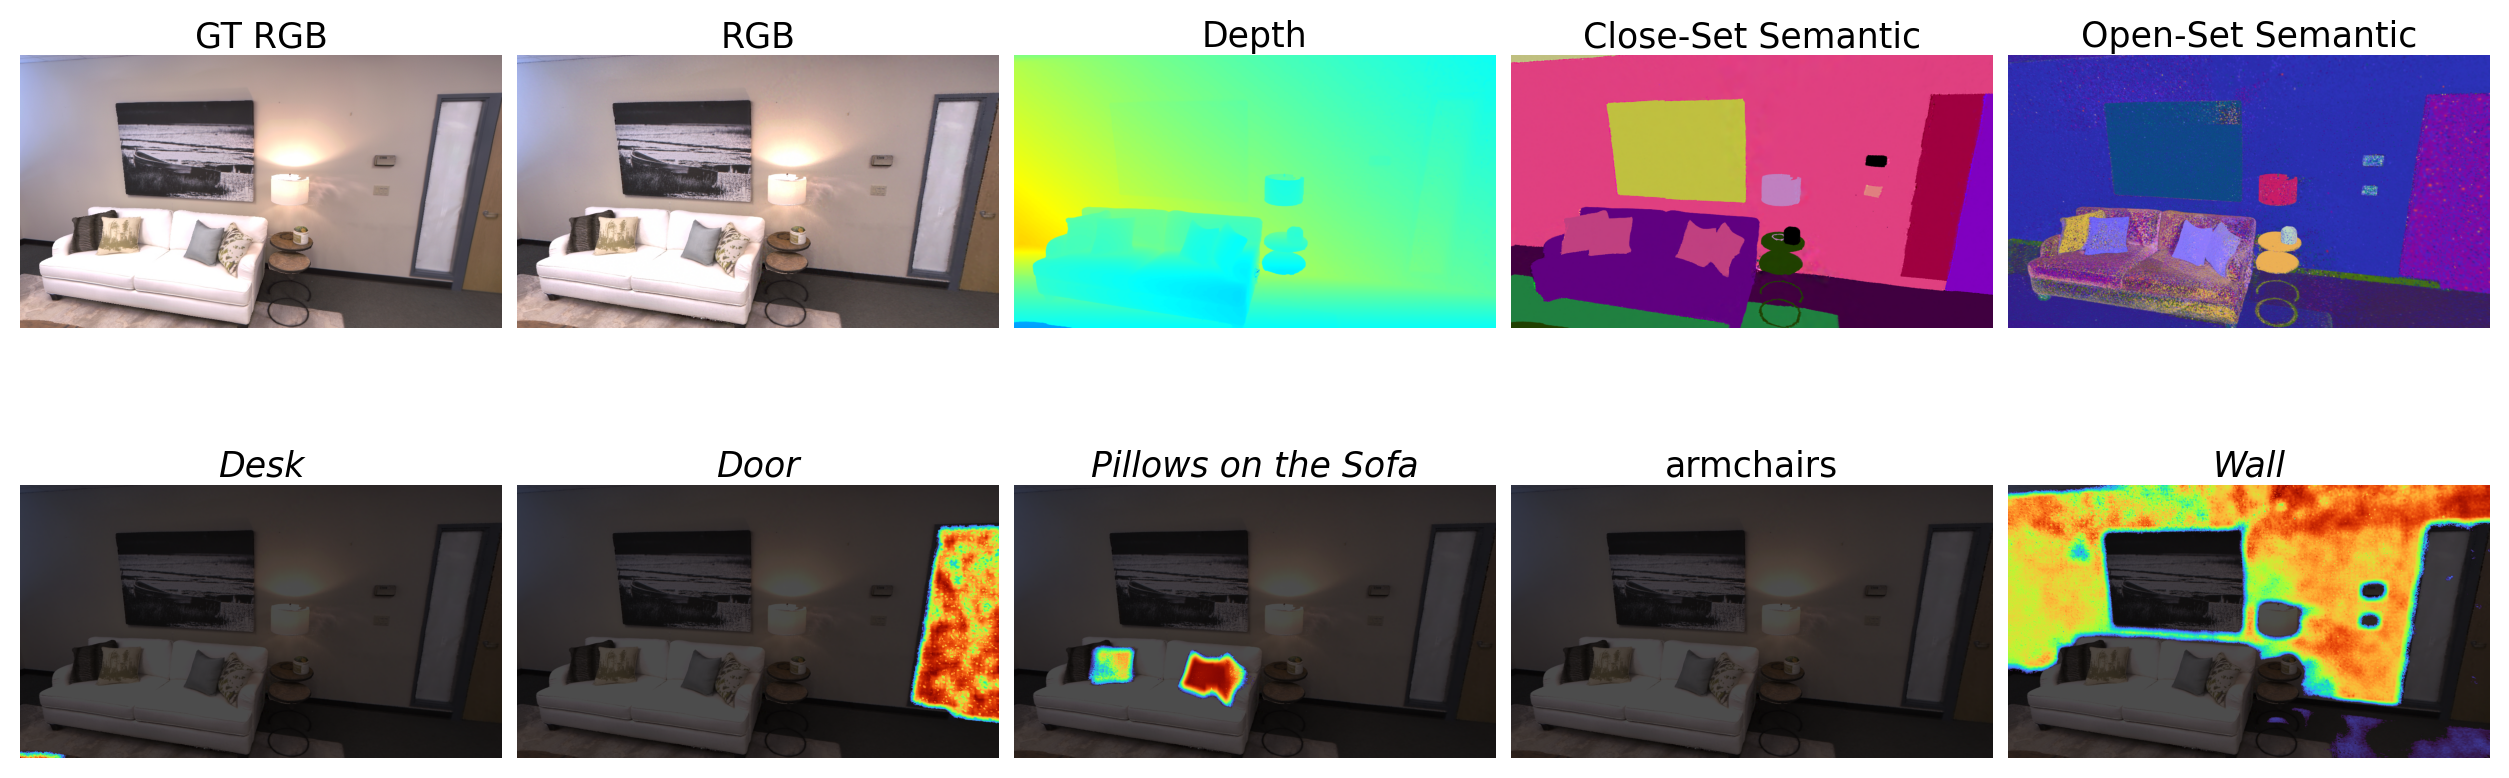 GT RGB
RGB
Depth
Close-Set Semantic
Open-Set Semantic
Desk
Door
Pillows on the Sofa
armchairs
Wall